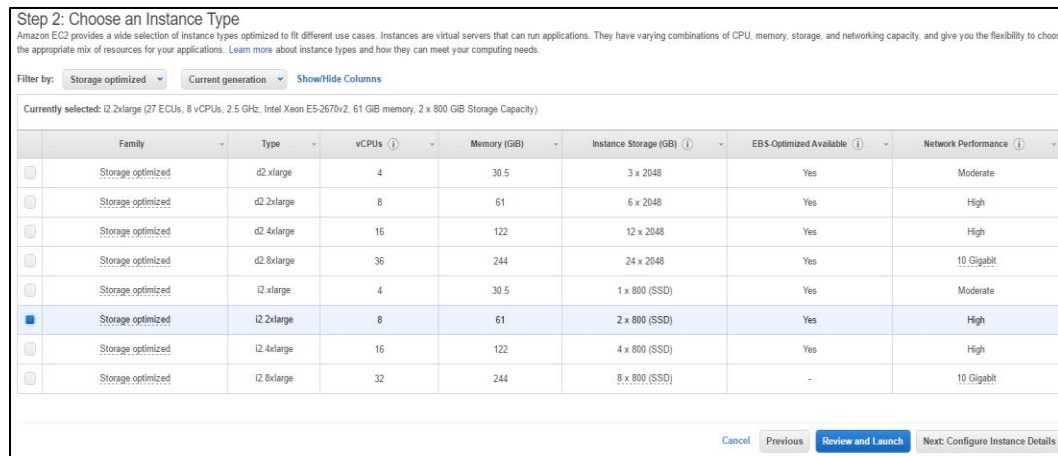 Step 2: Choose an Instance Type
Amazon EC2 provides a wide selection of instance types optimized to fit different use cases. Instances are virtual servers that can run applications. They have varying combinations of CPU, memory, storage, and networking capacity, and give you the flexibility to choos
the appropriate mix of resources for your applications. Learn more about instance types and how they can meet your computing needs.
Filter by: Storage optimized Current generation Show/Hide Columns
Currently selected: i2.2xlarge (27 ECUs, 8 vCPUs, 2.5 GHz, Intel Xeon E5-2670v2, 61 GiB memory, 2 x 800 GiB Storage Capacity)
Family Type vCPUs Memory (GiB) Instance Storage (GB) EBS-Optimized Available Network Performance
Storage optimized d2.xlarge 4 30.5 3 x 2048 Yes Moderate
Storage optimized d2.2xlarge 8 61 6 x 2048 Yes High
Storage optimized d2.4xlarge 16 122 12 x 2048 Yes High
Storage optimized d2.8xlarge 36 244 24 x 2048 Yes 10 Gigabit
Storage optimized i2.xlarge 4 30.5 1 x 800 (SSD) Yes Moderate
Storage optimized i2.2xlarge 8 61 2 x 800 (SSD) Yes High
Storage optimized i2.4xlarge 16 122 4 x 800 (SSD) Yes High
Storage optimized i2.8xlarge 32 244 8 x 800 (SSD) - 10 Gigabit
Cancel Previous Review and Launch Next: Configure Instance Details